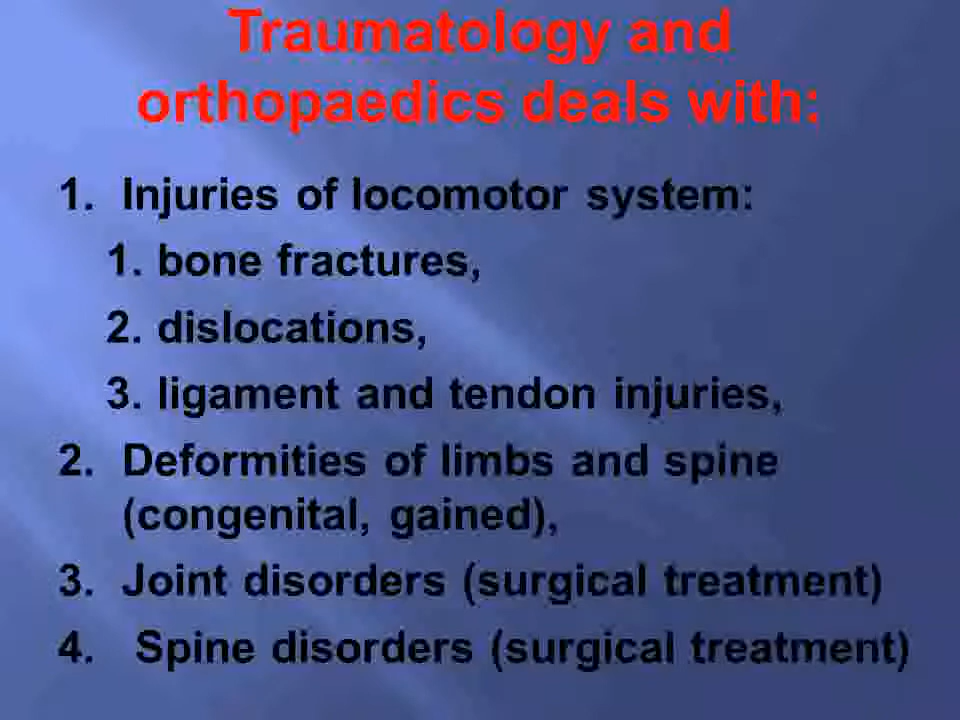 Traumatology and
orthopaedics deals with:
1. Injuries of locomotor system:
1. bone fractures,
2. dislocations,
3. ligament and tendon injuries,
2. Deformities of limbs and spine
(congenital, gained),
3. Joint disorders (surgical treatment)
4. Spine disorders (surgical treatment)